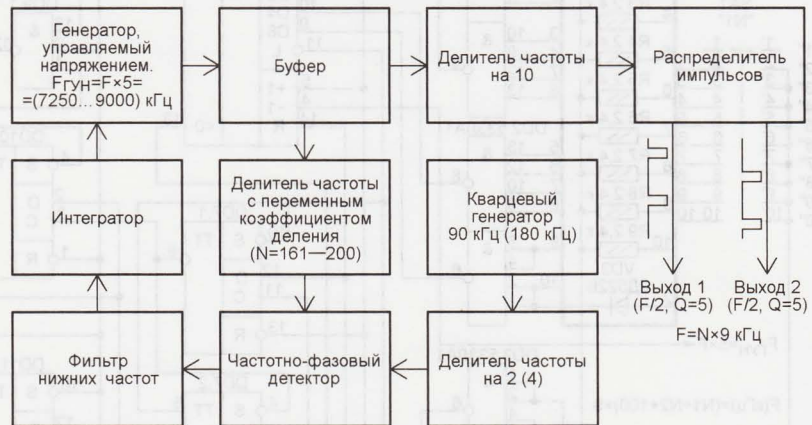 Генератор,
управляемый
напряжением.
Fгун=F×5=
=(7250...9000) кГц
Буфер
Делитель частоты
на 10
Распределитель
импульсов
Интегратор
Делитель частоты
с переменным
коэффициентом
деления
(N=161—200)
Кварцевый
генератор
90 кГц (180 кГц)
Выход 1
(F/2, Q=5)
Выход 2
(F/2, Q=5)
F=N×9 кГц
Фильтр
нижних частот
Частотно-фазовый
детектор
Делитель частоты
на 2 (4)